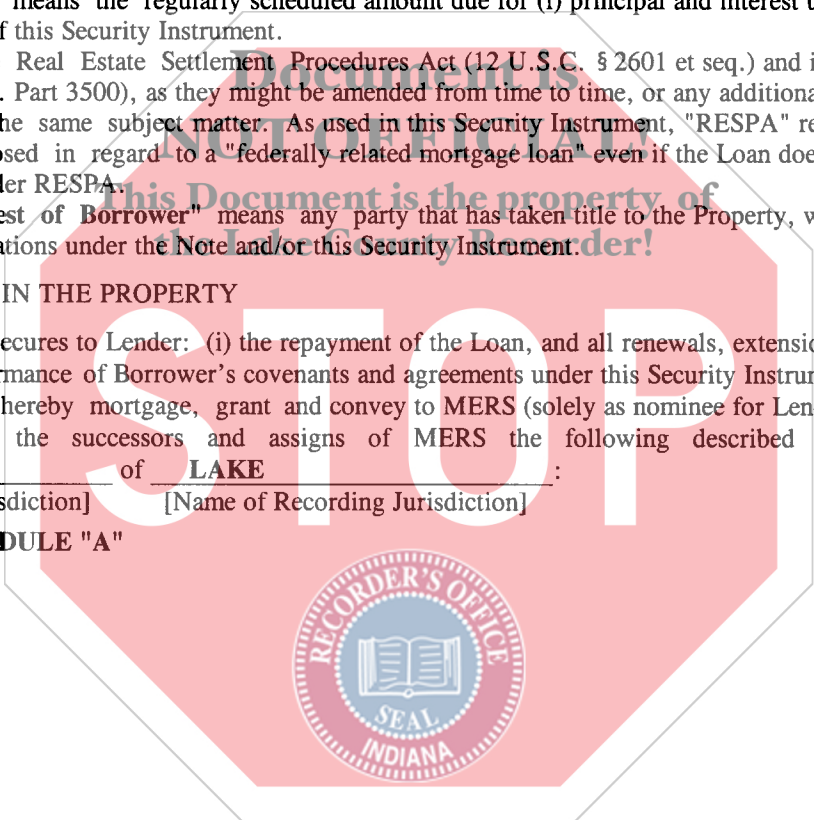 means the regularly scheduled amount due for (i) principal and interest u
f this Security Instrument.
Real Estate Settlement Procedures Act (12 U.S.C. § 2601 et seq.) and i
. Part 3500), as they might be amended from time to time, or any additiona
he same subject matter. As used in this Security Instrument, "RESPA" re
sed in regard to a "federally related mortgage loan" even if the Loan doe
er RESPA.
est of Borrower" means any party that has taken title to the Property, w
ations under the Note and/or this Security Instrument.
Document is
NOT OFFICIAL!
This Document is the property of
the Lake County Recorder!
IN THE PROPERTY
ecures to Lender: (i) the repayment of the Loan, and all renewals, extensio
rmance of Borrower's covenants and agreements under this Security Instrum
hereby mortgage, grant and convey to MERS (solely as nominee for Len
the successors and assigns of MERS the following described
of LAKE :
sdiction] [Name of Recording Jurisdiction]
DULE "A"
STOP
RECORDER'S OFFICE
SEAL
INDIANA